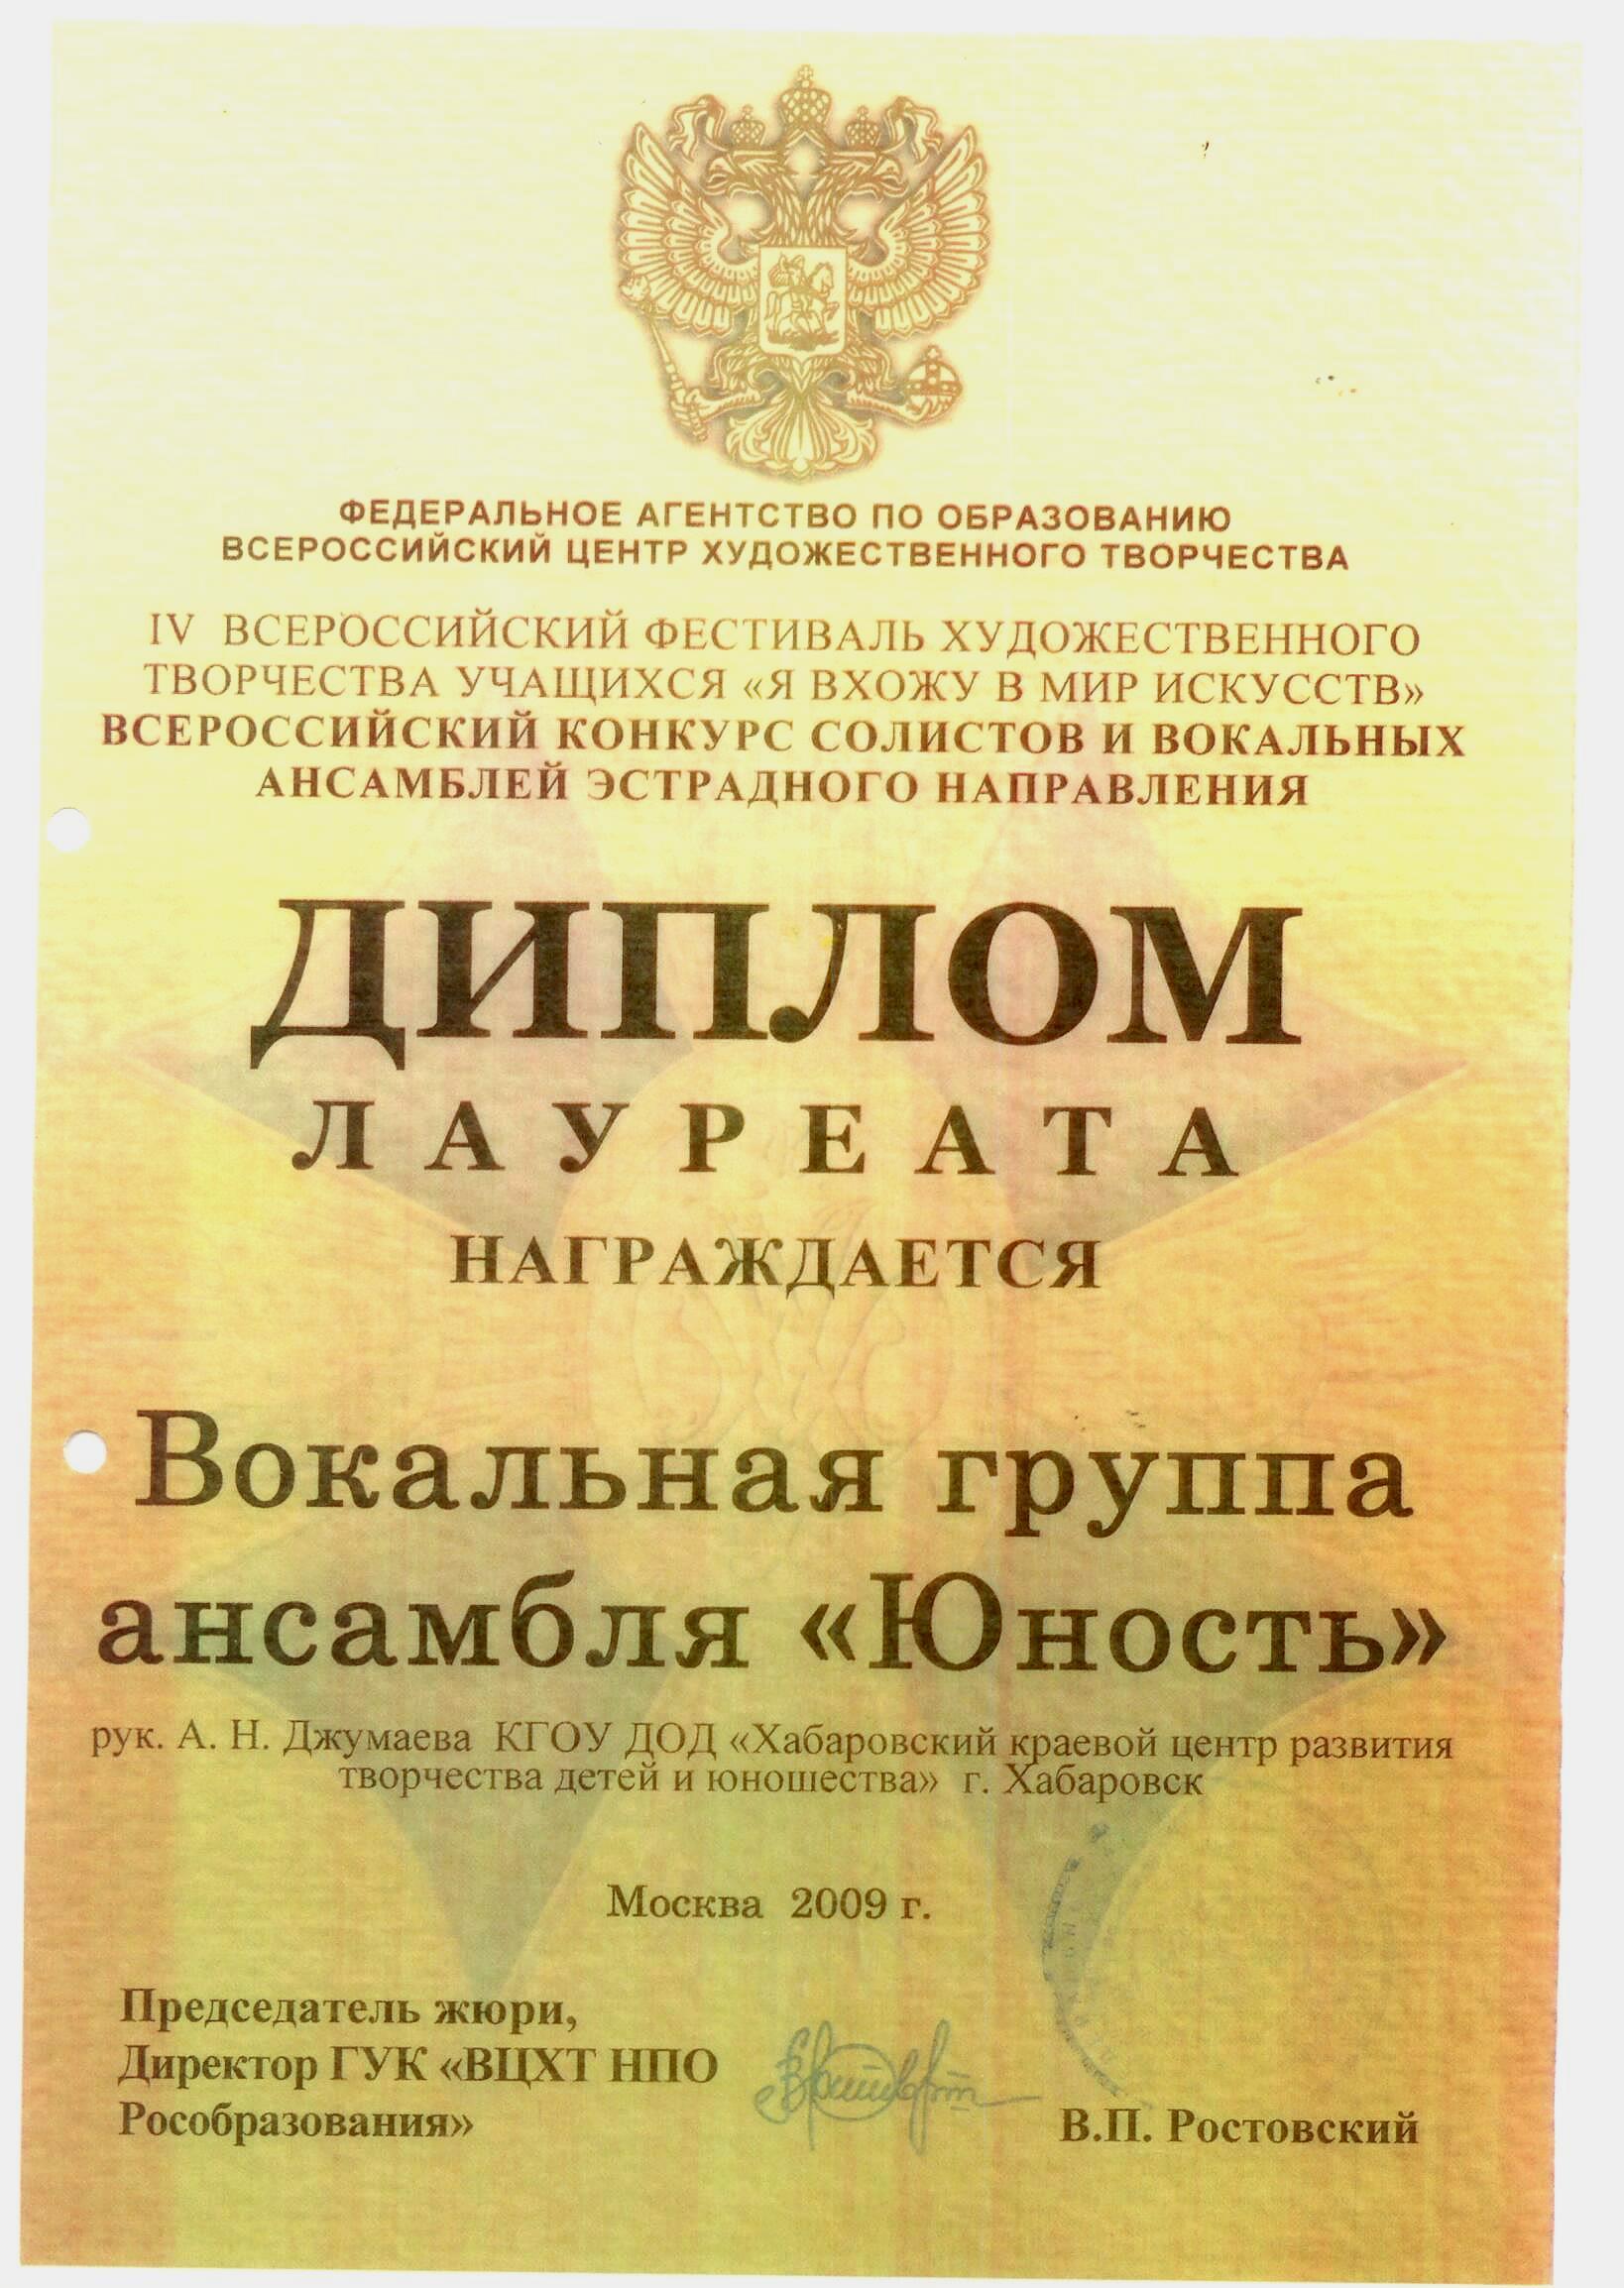 ФЕДЕРАЛЬНОЕ АГЕНТСТВО ПО ОБРАЗОВАНИЮ
ВСЕРОССИЙСКИЙ ЦЕНТР ХУДОЖЕСТВЕННОГО ТВОРЧЕСТВА
IV ВСЕРОССИЙСКИЙ ФЕСТИВАЛЬ ХУДОЖЕСТВЕННОГО
ТВОРЧЕСТВА УЧАЩИХСЯ «Я ВХОЖУ В МИР ИСКУССТВ»
ВСЕРОССИЙСКИЙ КОНКУРС СОЛИСТОВ И ВОКАЛЬНЫХ
АНСАМБЛЕЙ ЭСТРАДНОГО НАПРАВЛЕНИЯ
ДИПЛОМ
ЛАУРЕАТА
НАГРАЖДАЕТСЯ
Вокальная группа
ансамбля «Юность»
рук. А. Н. Джумаева КГОУ ДОД «Хабаровский краевой центр развития
творчества детей и юношества» г. Хабаровск
Москва 2009 г.
Председатель жюри,
Директор ГУК «ВЦХТ НПО
Рособразования»
В.П. Ростовский